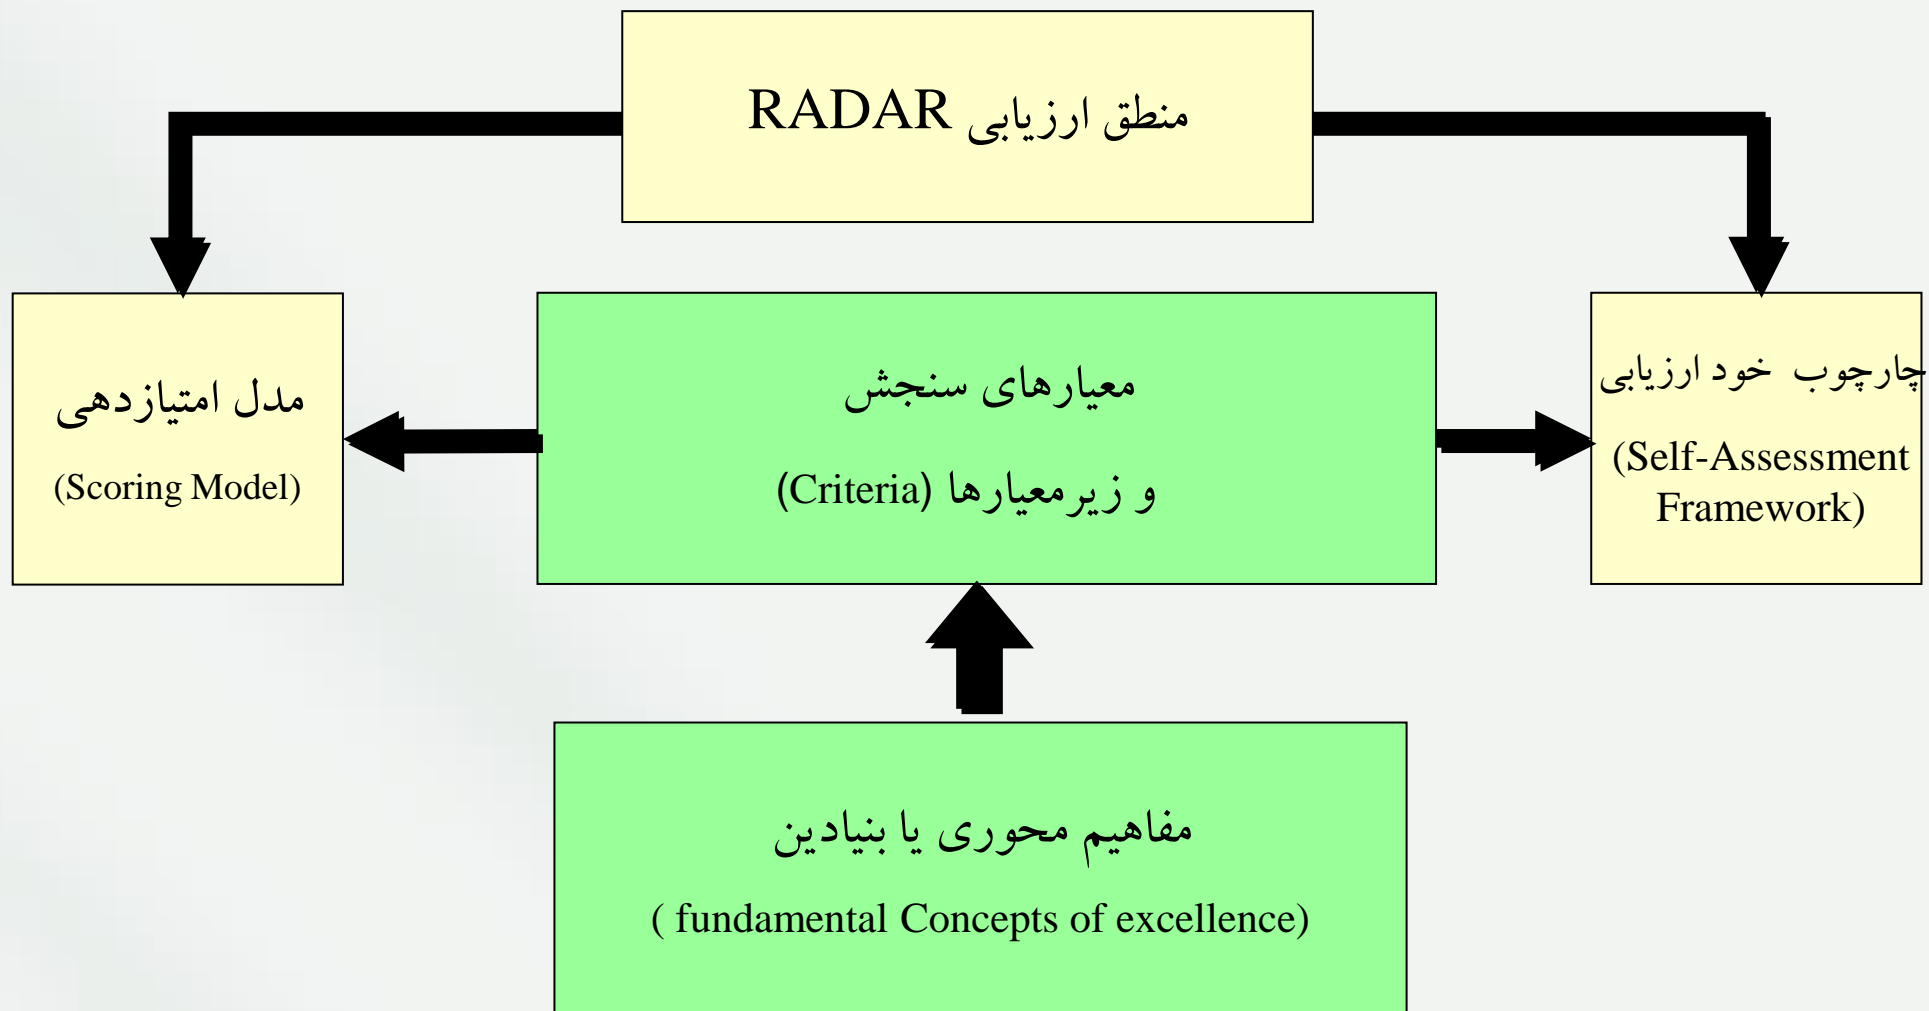 منطق ارزیابی RADAR
چارچوب خود ارزیابی
(Self-Assessment
Framework)
معیارهای سنجش
و زیرمعیارها (Criteria)
مدل امتیازدهی
(Scoring Model)
مفاهیم محوری یا بنیادین
( fundamental Concepts of excellence)